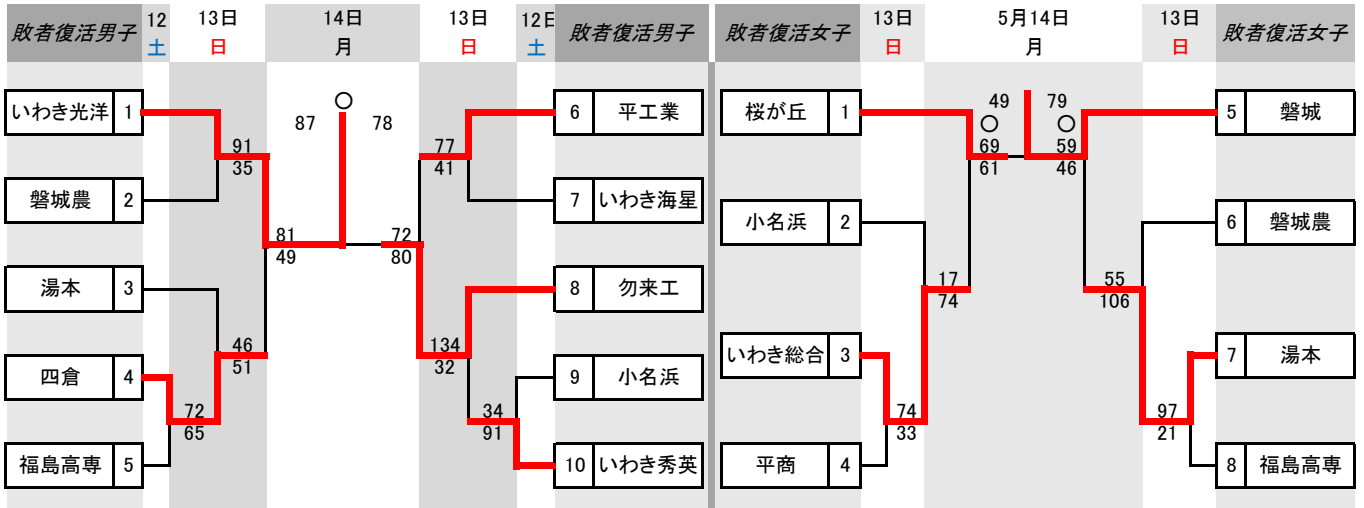 敗者復活男子 12 13日 14日 13日 12日 敗者復活男子
土 日 月 日 土
いわき光洋 1
磐城農 2
湯本 3
四倉 4
福島高専 5
91
35
81
49
46
51
72
65
○
87 78
77
41
72
80
134
32
34
91
6 平工業
7 いわき海星
8 勿来工
9 小名浜
10 いわき秀英
敗者復活女子 13日 5月14日 13日 敗者復活女子
日 月 日
桜が丘 1
小名浜 2
いわき総合 3
平商 4
49 79
○ ○
69
61
59
46
17
74
55
106
74
33
97
21
5 磐城
6 磐城農
7 湯本
8 福島高専